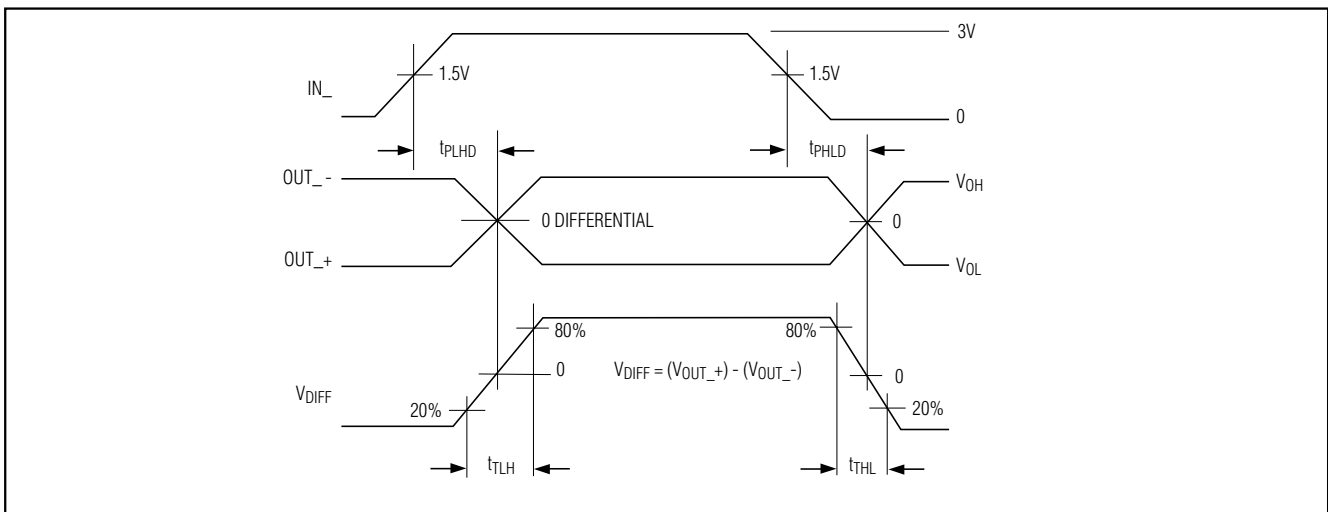 3V
1.5V
1.5V
IN_
0
tPLHD
tPHLD
OUT_ -
VOH
0 DIFFERENTIAL
0
OUT_+
VOL
80%
80%
0
VDIFF = (VOUT_+) - (VOUT_-)
0
VDIFF
20%
20%
tTLH
tTHL